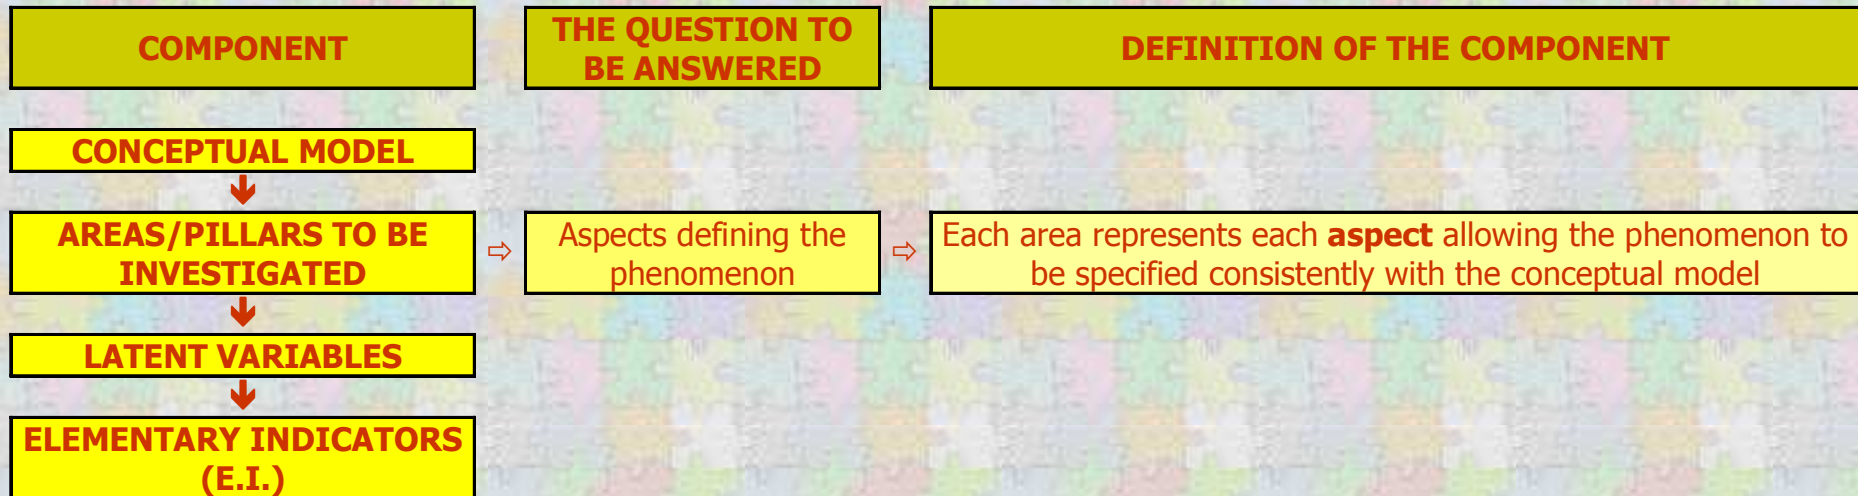 COMPONENT
THE QUESTION TO
BE ANSWERED
DEFINITION OF THE COMPONENT
CONCEPTUAL MODEL
AREAS/PILLARS TO BE
INVESTIGATED
Aspects defining the
phenomenon
Each area represents each aspect allowing the phenomenon to
be specified consistently with the conceptual model
LATENT VARIABLES
ELEMENTARY INDICATORS
(E.I.)